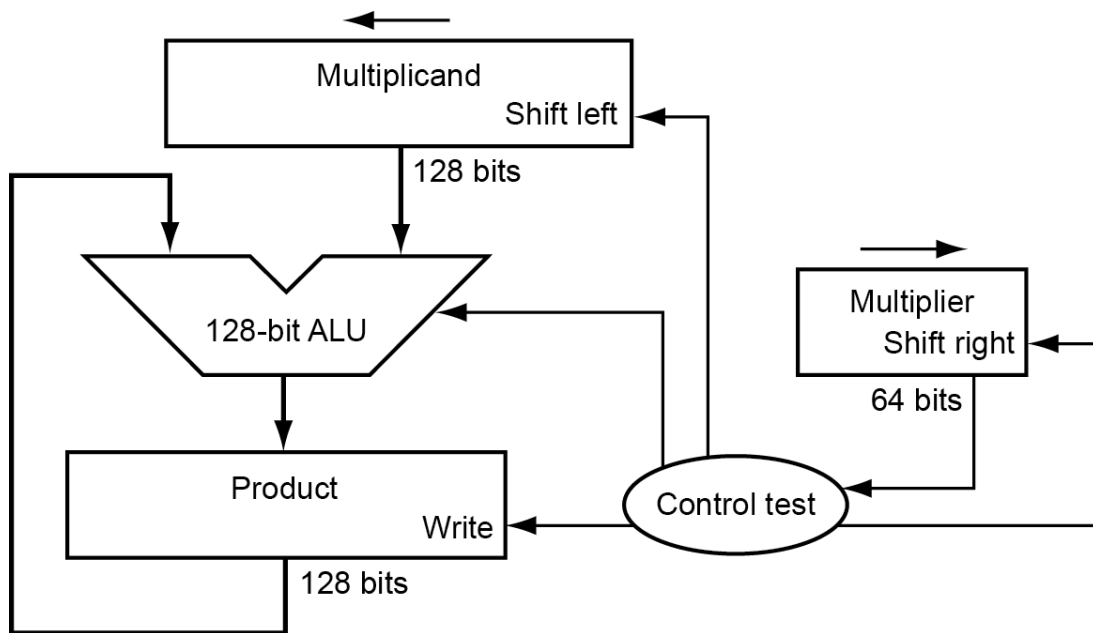 Multiplicand
Shift left
128 bits
128-bit ALU
Multiplier
Shift right
64 bits
Product
Write
Control test
128 bits